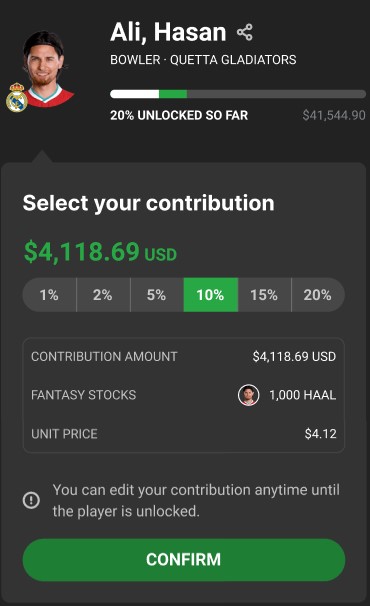 Ali, Hasan
BOWLER · QUETTA GLADIATORS
20% UNLOCKED SO FAR $41,544.90
Select your contribution
$4,118.69 USD
1% 2% 5% 10% 15% 20%
CONTRIBUTION AMOUNT $4,118.69 USD
FANTASY STOCKS 1,000 HAAL
UNIT PRICE $4.12
You can edit your contribution anytime until
the player is unlocked.
CONFIRM